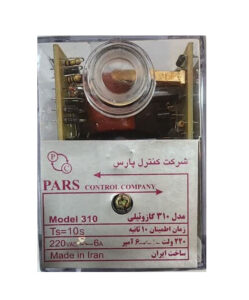 شرکت کنترل پارس
P
C
PARS CONTROL COMPANY
Model 310
مدل ۳۱۰ گازوئیلی
Ts=10s
زمان اطمینان ۱۰ ثانیه
220
6A
۲۲۰ ولت
۶ آمپر
Made in Iran
ساخت ایران